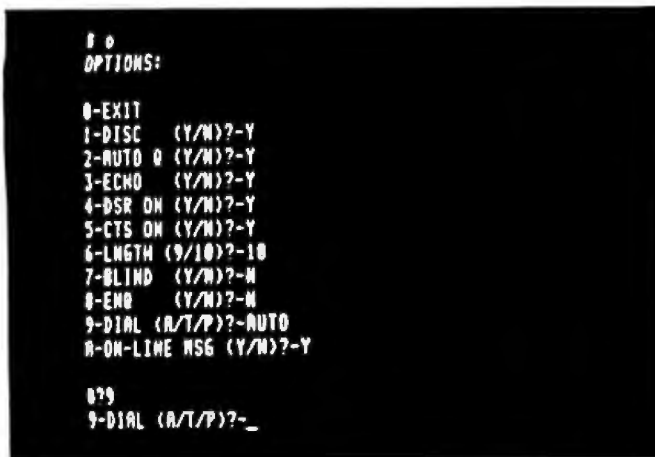 O
OPTIONS:
0-EXIT
1-DISC (Y/N)?-Y
2-AUTO Q (Y/N)?-Y
3-ECHO (Y/N)?-Y
4-DSR ON (Y/N)?-Y
5-CTS ON (Y/N)?-Y
6-LNGTH (9/10)?-10
7-BLIND (Y/N)?-N
8-ENQ (Y/N)?-N
9-DIAL (A/T/P)?-AUTO
A-ON-LINE MSG (Y/N)?-Y
9-DIAL (A/T/P)?-_